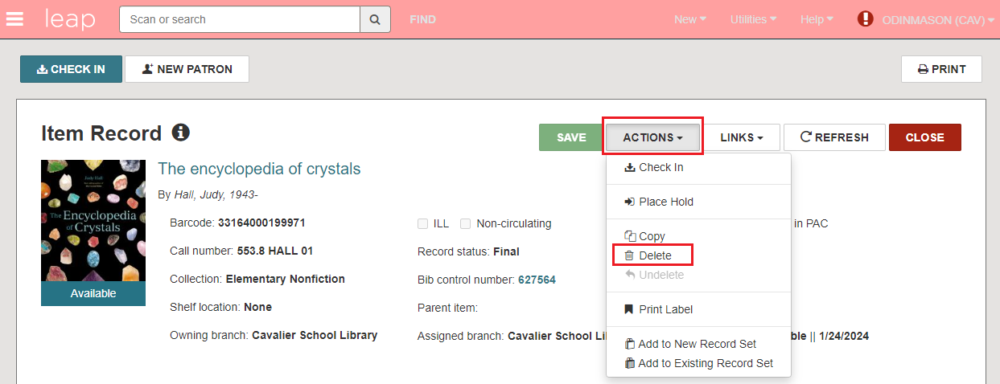 leap Scan or search FIND New Utilities Help ODINMASON (CAV)
CHECK IN NEW PATRON PRINT
Item Record SAVE ACTIONS LINKS REFRESH CLOSE
Judy Hall
The Encyclopedia of Crystals
Available
The encyclopedia of crystals
By Hall, Judy, 1943-
Barcode: 33164000199971
Call number: 553.8 HALL 01
Collection: Elementary Nonfiction
Shelf location: None
Owning branch: Cavalier School Library
ILL Non-circulating in PAC
Record status: Final
Bib control number: 627564
Parent item:
Assigned branch: Cavalier School Li ble || 1/24/2024
Check In
Place Hold
Copy
Delete
Undelete
Print Label
Add to New Record Set
Add to Existing Record Set